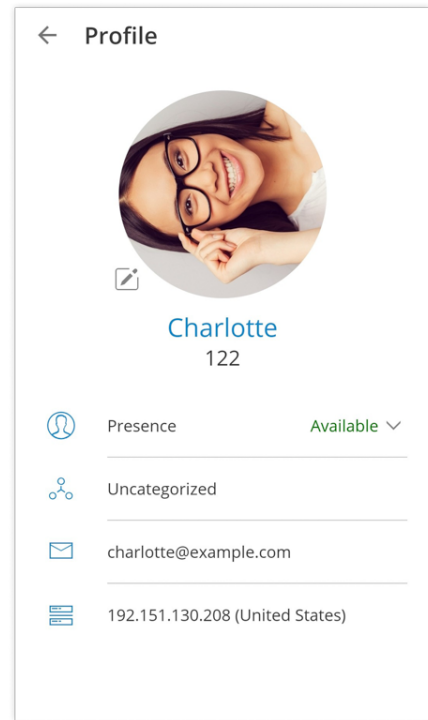 Profile
Charlotte
122
Presence Available
Uncategorized
charlotte@example.com
192.151.130.208 (United States)